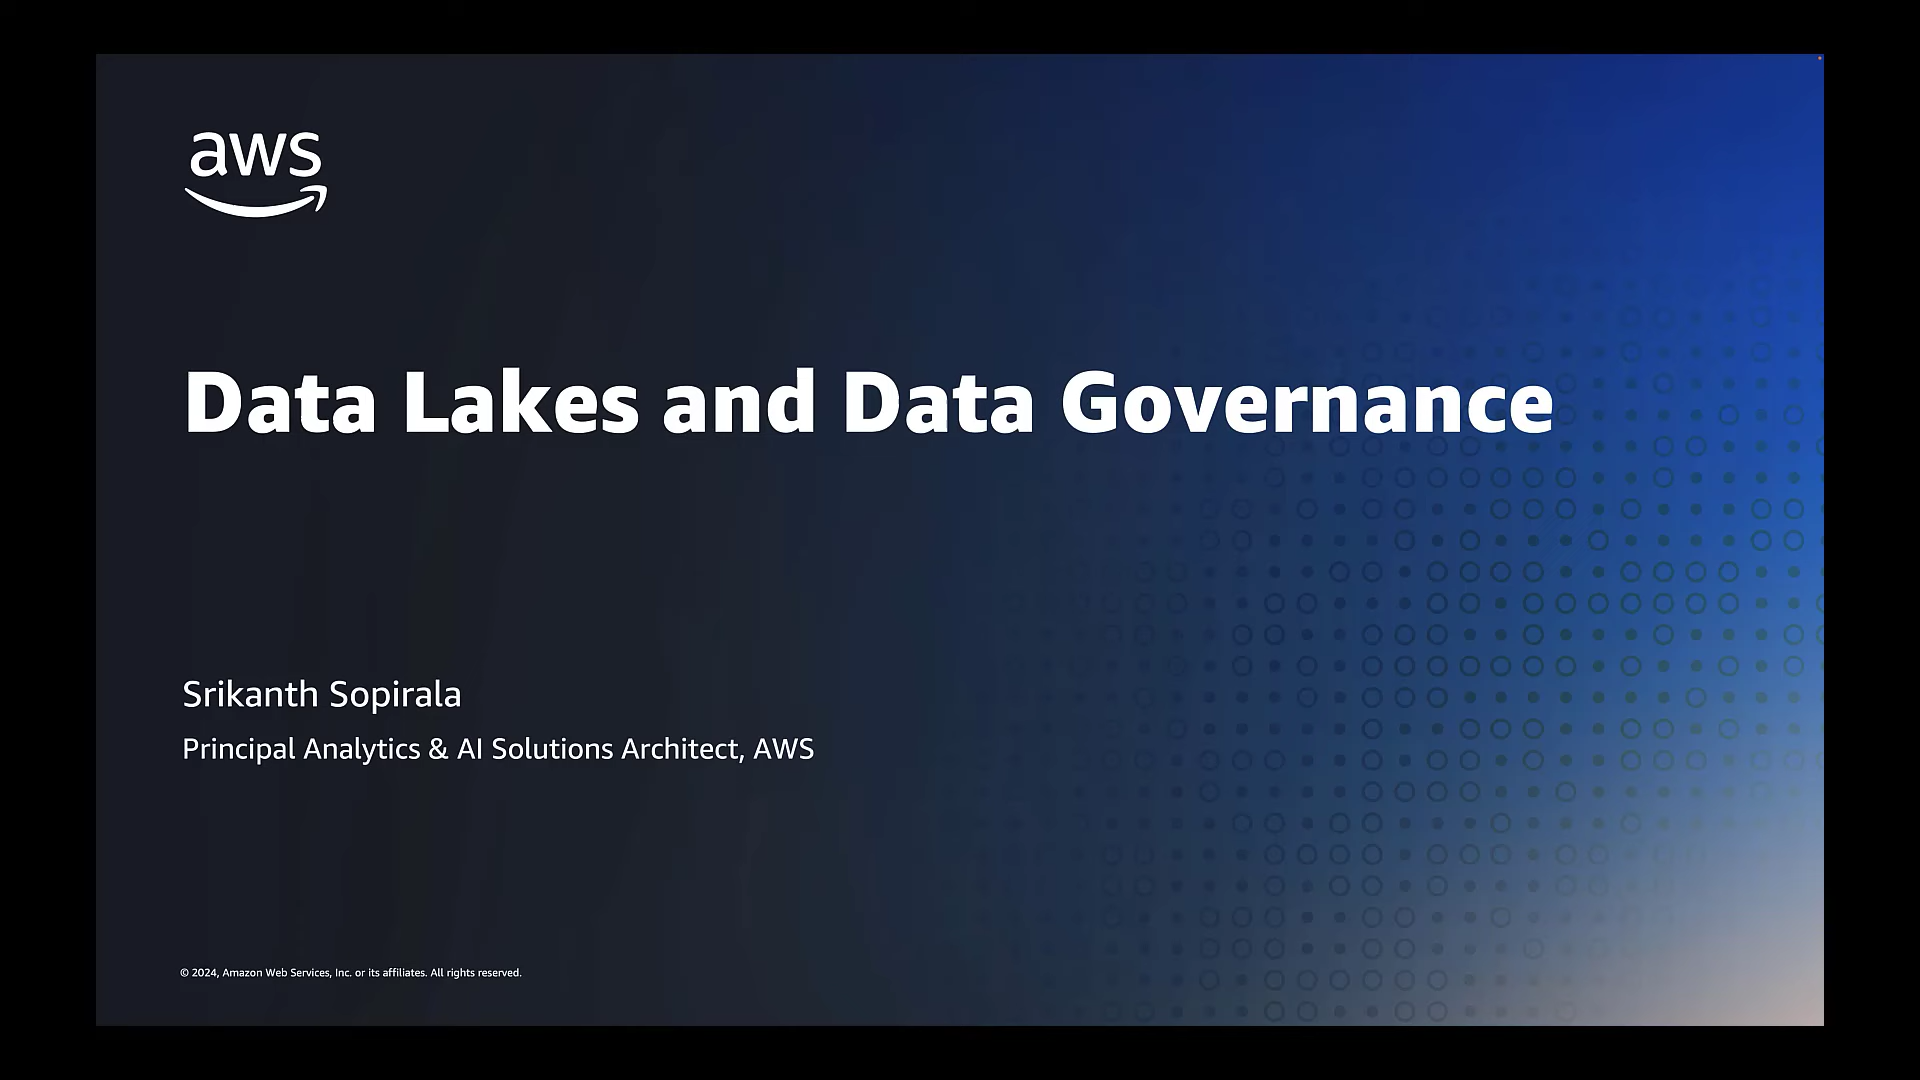 aws
Data Lakes and Data Governance
Srikanth Sopirala
Principal Analytics & AI Solutions Architect, AWS
© 2024, Amazon Web Services, Inc. or its affiliates. All rights reserved.